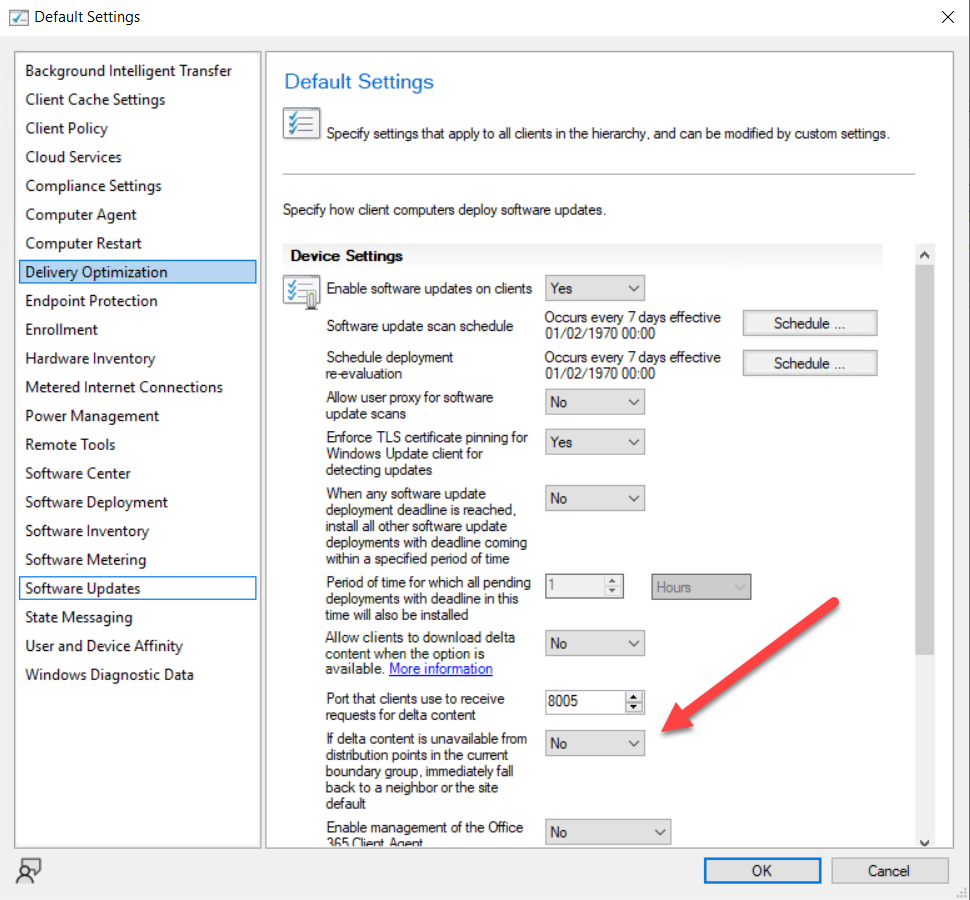 Default Settings
Background Intelligent Transfer
Client Cache Settings
Client Policy
Cloud Services
Compliance Settings
Computer Agent
Computer Restart
Delivery Optimization
Endpoint Protection
Enrollment
Hardware Inventory
Metered Internet Connections
Power Management
Remote Tools
Software Center
Software Deployment
Software Inventory
Software Metering
Software Updates
State Messaging
User and Device Affinity
Windows Diagnostic Data
Default Settings
Specify settings that apply to all clients in the hierarchy, and can be modified by custom settings.
Specify how client computers deploy software updates.
Device Settings
Enable software updates on clients
Yes
Software update scan schedule
Occurs every 7 days effective
01/02/1970 00:00
Schedule ...
Schedule deployment
re-evaluation
Occurs every 7 days effective
01/02/1970 00:00
Schedule ...
Allow user proxy for software
update scans
No
Enforce TLS certificate pinning for
Windows Update client for
detecting updates
Yes
When any software update
deployment deadline is reached,
install all other software update
deployments with deadline coming
within a specified period of time
No
Period of time for which all pending
deployments with deadline in this
time will also be installed
1
Hours
Allow clients to download delta
content when the option is
available. More information
No
Port that clients use to receive
requests for delta content
8005
If delta content is unavailable from
distribution points in the current
boundary group, immediately fall
back to a neighbor or the site
default
No
Enable management of the Office
365 Client Agent
No
OK
Cancel